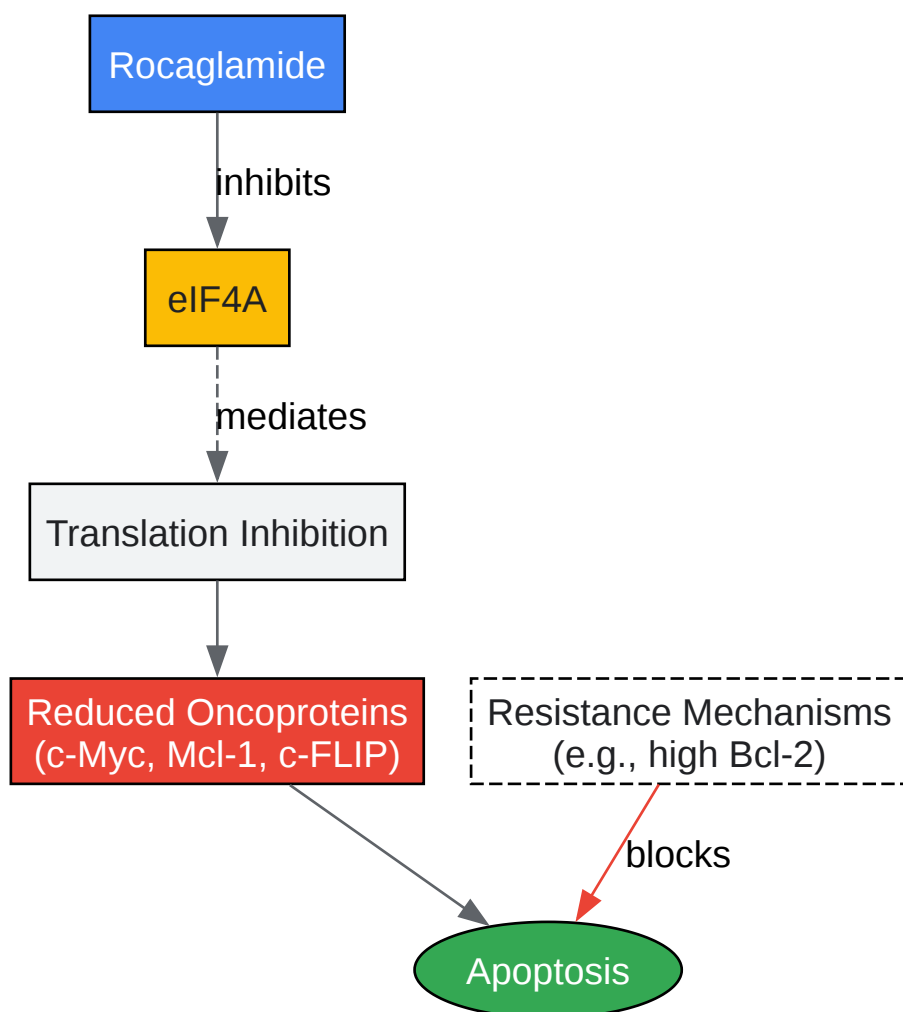 Rocaglamide
inhibits
eIF4A
mediates
Translation Inhibition
Reduced Oncoproteins
(c-Myc, Mcl-1, c-FLIP)
Resistance Mechanisms
(e.g., high Bcl-2)
blocks
Apoptosis